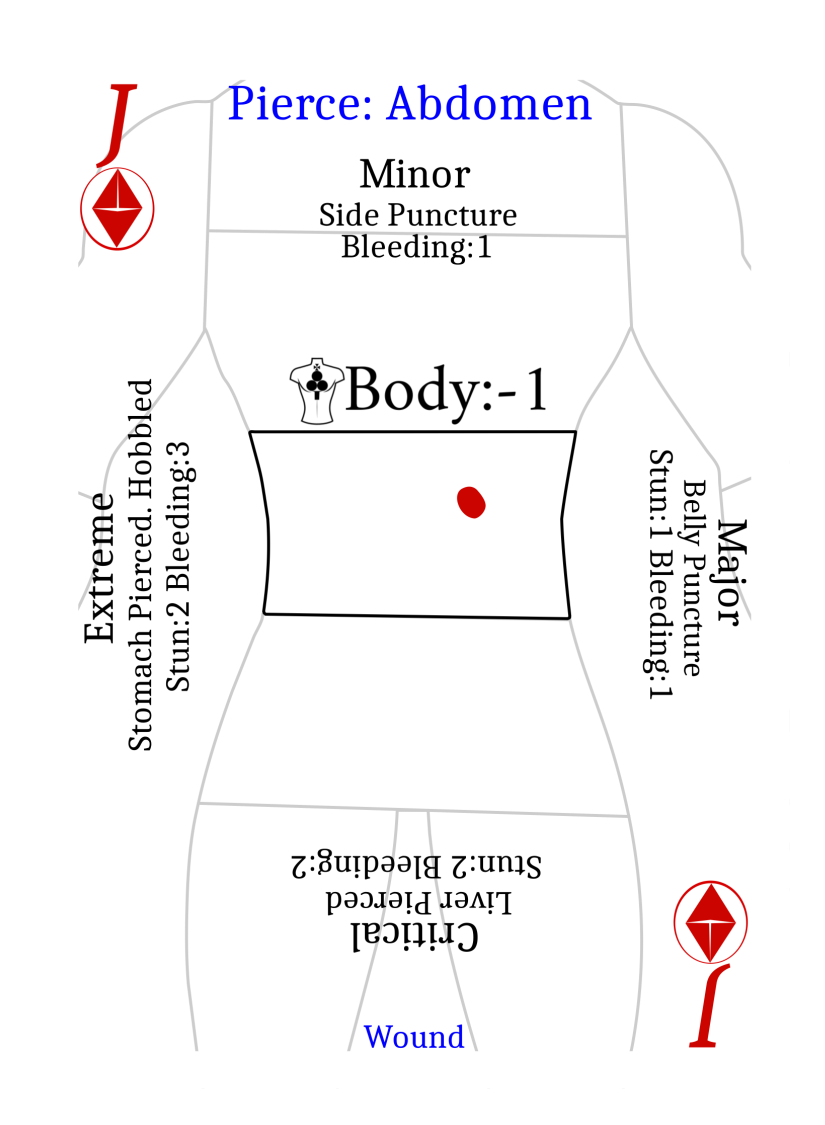 J
Pierce: Abdomen
Minor
Side Puncture
Bleeding:1
Body:-1
Extreme
Stomach Pierced. Hobbled
Stun:2 Bleeding:3
Major
Belly Puncture
Stun:1 Bleeding:1
Critical
Liver Pierced
Stun:2 Bleeding:2
Wound
J